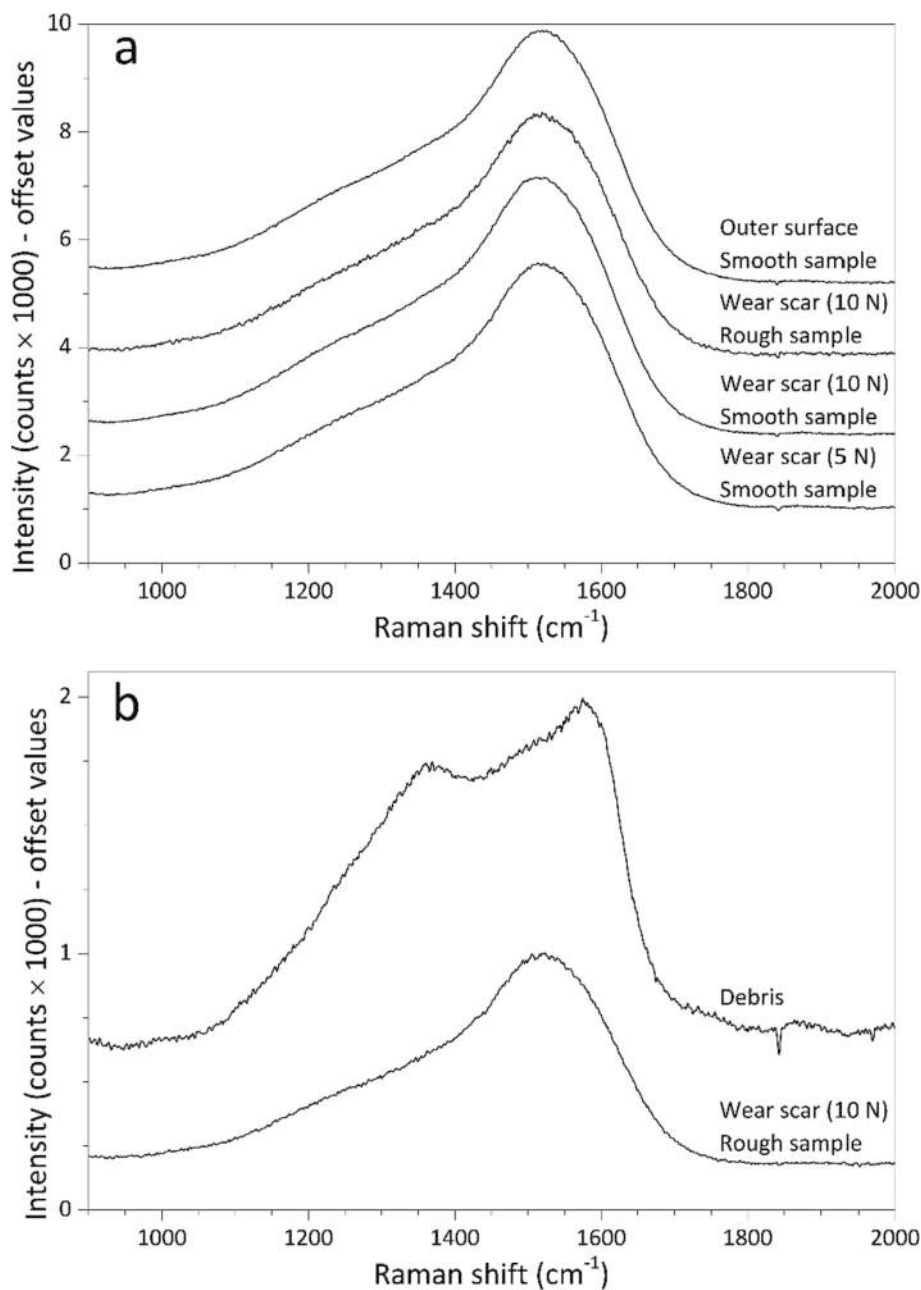 a
Intensity (counts × 1000) - offset values
10
8
6
4
2
0
Outer surface
Smooth sample
Wear scar (10 N)
Rough sample
Wear scar (10 N)
Smooth sample
Wear scar (5 N)
Smooth sample
1000 1200 1400 1600 1800 2000
Raman shift (cm⁻¹)
b
Intensity (counts × 1000) - offset values
2
1
0
Debris
Wear scar (10 N)
Rough sample
1000 1200 1400 1600 1800 2000
Raman shift (cm⁻¹)